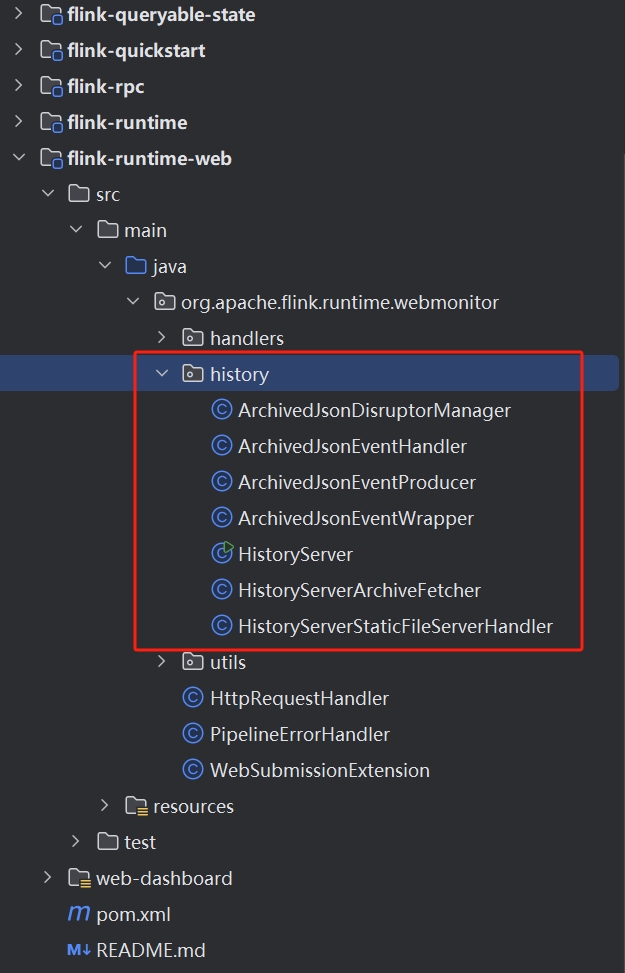 flink-queryable-state
flink-quickstart
flink-rpc
flink-runtime
flink-runtime-web
src
main
java
org.apache.flink.runtime.webmonitor
handlers
history
C ArchivedJsonDisruptorManager
C ArchivedJsonEventHandler
C ArchivedJsonEventProducer
C ArchivedJsonEventWrapper
C HistoryServer
C HistoryServerArchiveFetcher
C HistoryServerStaticFileServerHandler
utils
C HttpRequestHandler
C PipelineErrorHandler
C WebSubmissionExtension
resources
test
web-dashboard
m pom.xml
M↓ README.md